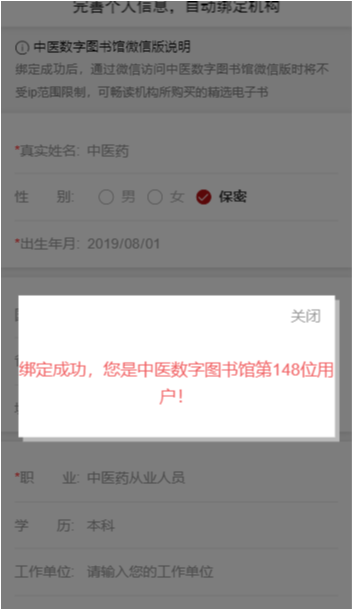 完善个人信息，自动绑定机构
中医数字图书馆微信版说明
绑定成功后，通过微信访问中医数字图书馆微信版时将不
受ip范围限制，可畅读机构所购买的精选电子书
*真实姓名: 中医药
性 别: 男 女 保密
*出生年月: 2019/08/01
关闭
绑定成功，您是中医数字图书馆第148位用
户！
*职 业: 中医药从业人员
学 历: 本科
工作单位: 请输入您的工作单位